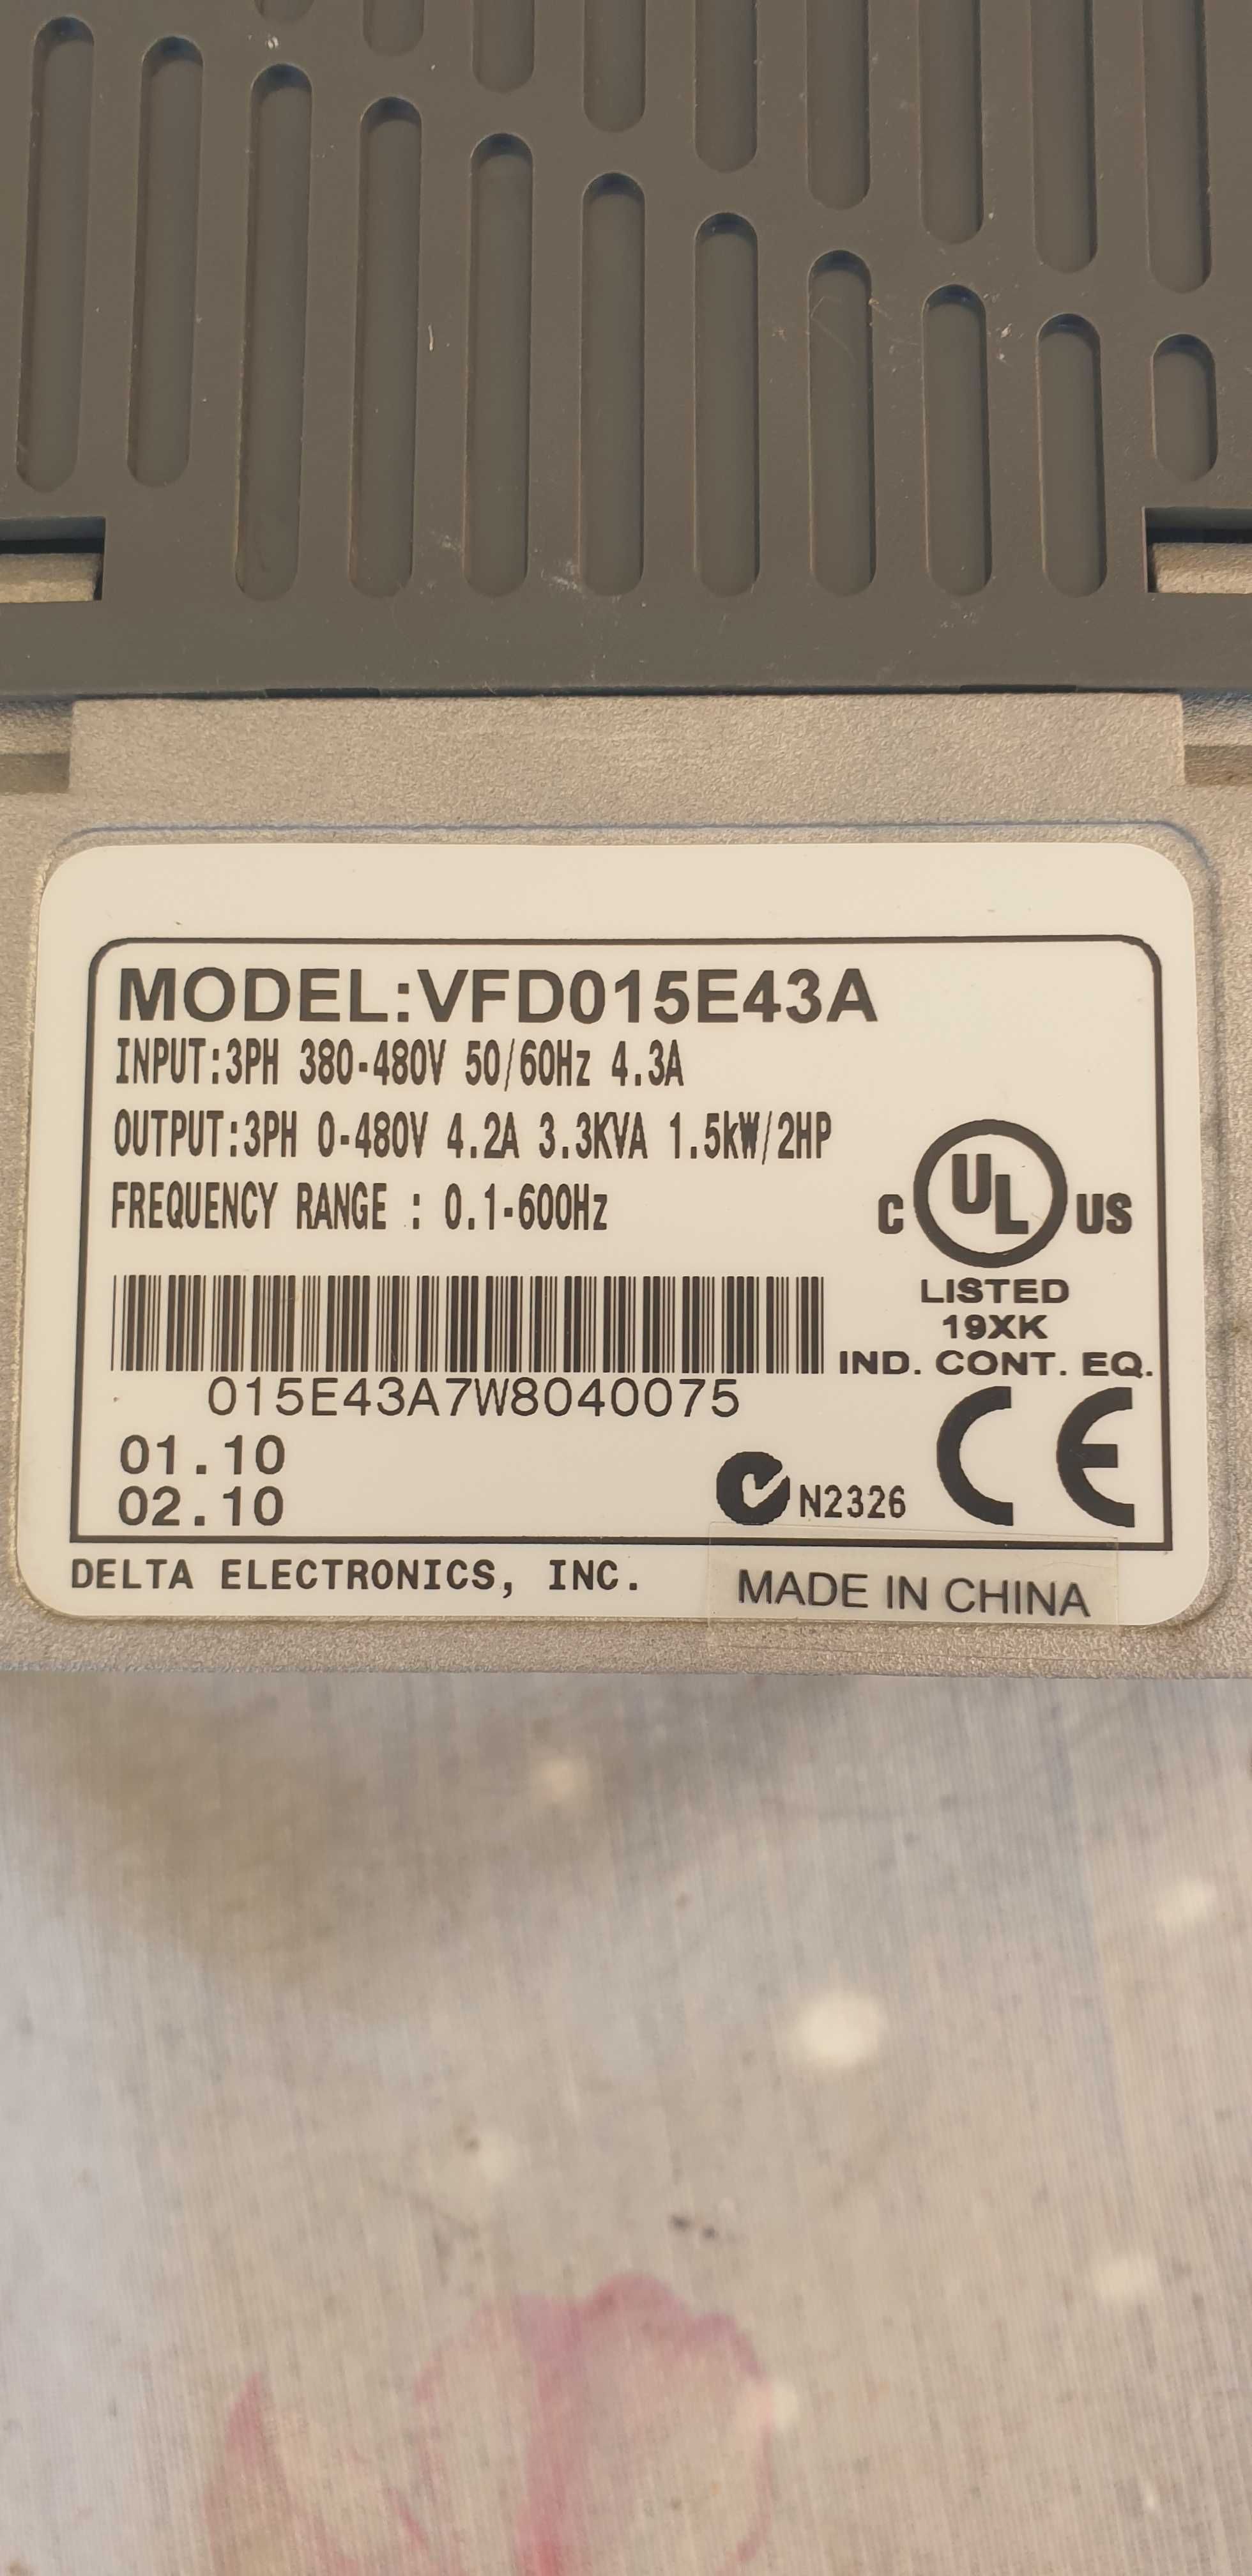 MODEL:VFD015E43A
INPUT:3PH 380-480V 50/60Hz 4.3A
OUTPUT:3PH 0-480V 4.2A 3.3KVA 1.5kW/2HP
FREQUENCY RANGE : 0.1-600Hz
C UL US
LISTED
19XK
IND. CONT. EQ.
015E43A7W8040075
01.10
02.10
N2326
CE
DELTA ELECTRONICS, INC.
MADE IN CHINA